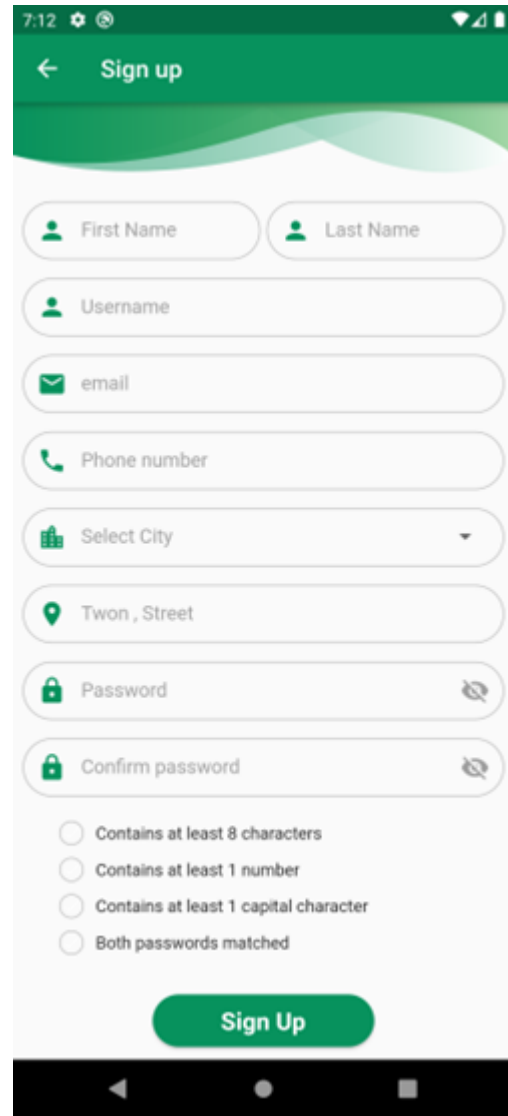 7:12
Sign up
First Name Last Name
Username
email
Phone number
Select City
Twon , Street
Password
Confirm password
Contains at least 8 characters
Contains at least 1 number
Contains at least 1 capital character
Both passwords matched
Sign Up